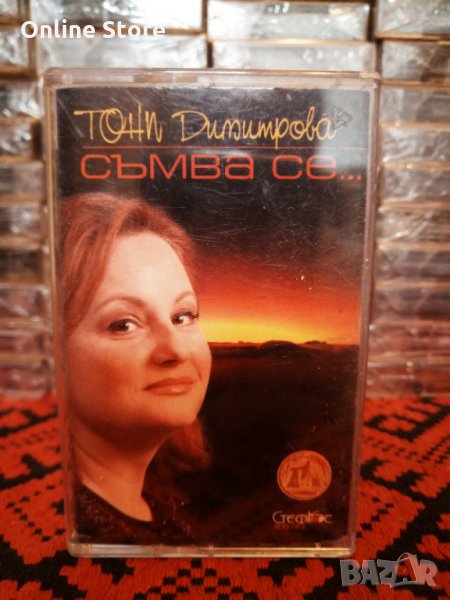 Online Store
Тони Димитрова
СЪМВА СЕ...
Стефкос
BAZAR